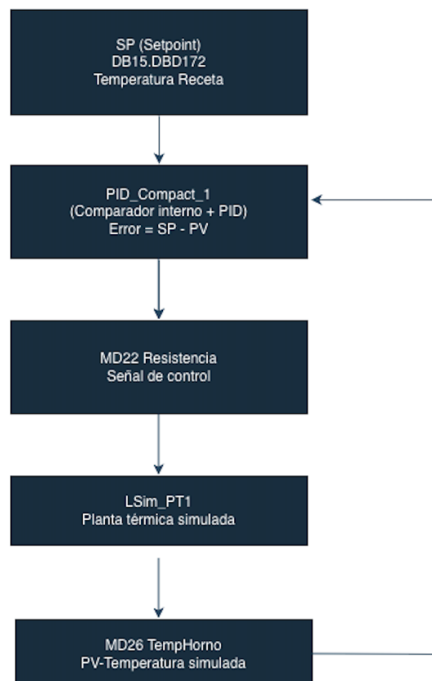 SP (Setpoint)
DB15.DBD172
Temperatura Receta
PID_Compact_1
(Comparador interno + PID)
Error = SP - PV
MD22 Resistencia
Señal de control
LSim_PT1
Planta térmica simulada
MD26 TempHorno
PV-Temperatura simulada